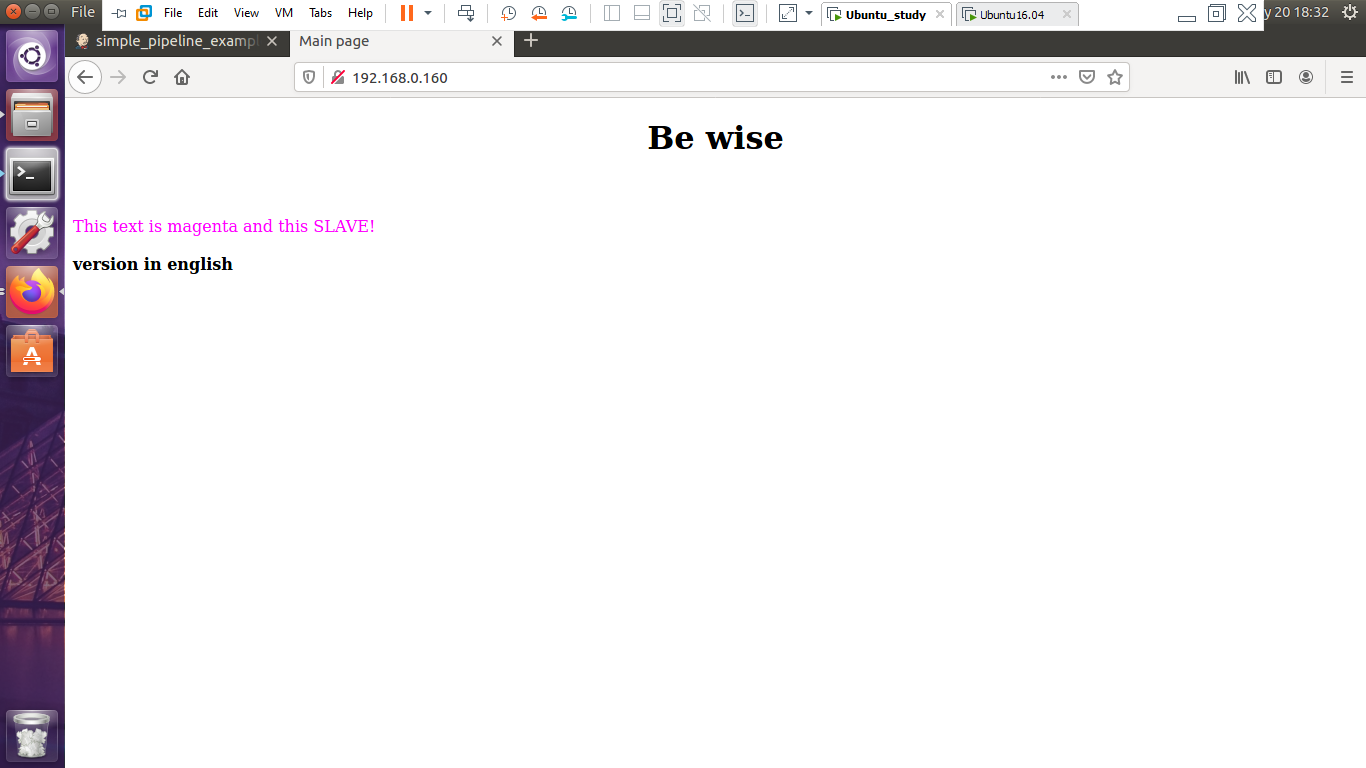 File File Edit View VM Tabs Help Ubuntu_study Ubuntu16.04 y 20 18:32
simple_pipeline_exampl Main page
192.168.0.160
Be wise
This text is magenta and this SLAVE!
version in english